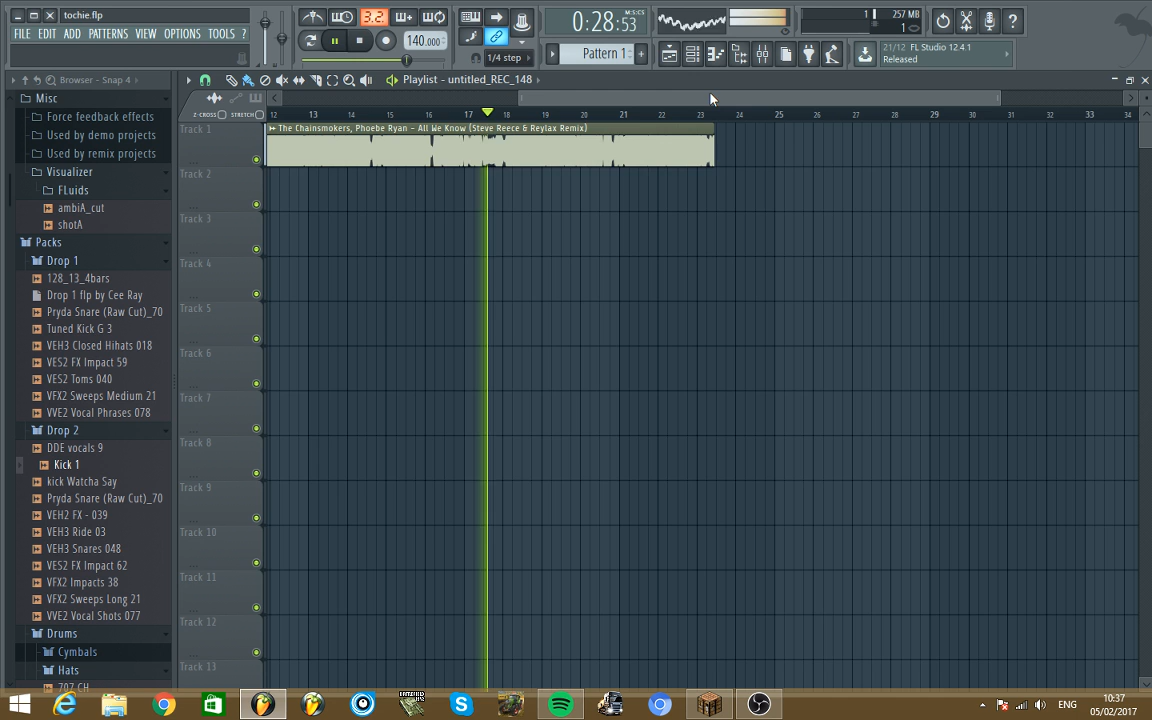 tochie.flp
FILE EDIT ADD PATTERNS VIEW OPTIONS TOOLS ?
3.2.
140.000
0:28:53
M:S:CS
1/4 step
Pattern 1
1
257 MB
0
21/12 FL Studio 12.4.1
Released
Browser - Snap 4
Playlist - untitled_REC_148
Z-CROSS STRETCH
12 13 14 15 16 17 18 19 20 21 22 23 24 25 26 27 28 29 30 31 32 33 34
The Chainsmokers, Phoebe Ryan - All We Know (Steve Reece & Reylax Remix)
Misc
Force feedback effects
Used by demo projects
Used by remix projects
Visualizer
FLuids
ambiA_cut
shotA
Packs
Drop 1
128_13_4bars
Drop 1 flp by Cee Ray
Pryda Snare (Raw Cut)_70
Tuned Kick G 3
VEH3 Closed Hihats 018
VES2 FX Impact 59
VES2 Toms 040
VFX2 Sweeps Medium 21
VVE2 Vocal Phrases 078
Drop 2
DDE vocals 9
Kick 1
kick Watcha Say
Pryda Snare (Raw Cut)_70
VEH2 FX - 039
VEH3 Ride 03
VEH3 Snares 048
VES2 FX Impact 62
VFX2 Impacts 38
VFX2 Sweeps Long 21
VVE2 Vocal Shots 077
Drums
Cymbals
Hats
707 CH
Track 1
Track 2
Track 3
Track 4
Track 5
Track 6
Track 7
Track 8
Track 9
Track 10
Track 11
Track 12
Track 13
ENG
10:37
05/02/2017